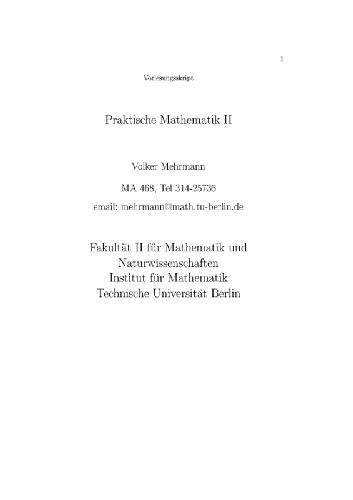 1
Vorlesungsskript
Praktische Mathematik II
Volker Mehrmann
MA 468, Tel 314-25736
email: mehrmann@math.tu-berlin.de
Fakultät II für Mathematik und
Naturwissenschaften
Institut für Mathematik
Technische Universität Berlin